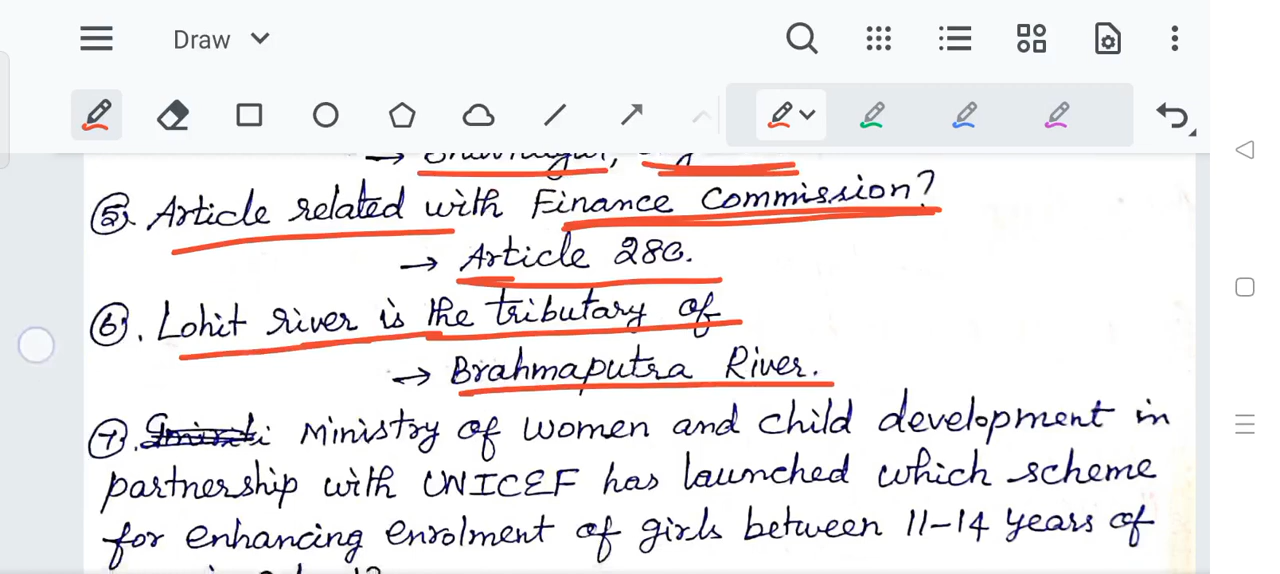 Draw
→ Bhavnagar,
⑤. Article related with Finance Commission?
→ Article 280.
⑥. Lohit river is the tributary of
→ Brahmaputra River.
⑦. Ministry of women and child development in
partnership with UNICEF has launched which scheme
for enhancing enrolment of girls between 11-14 years of